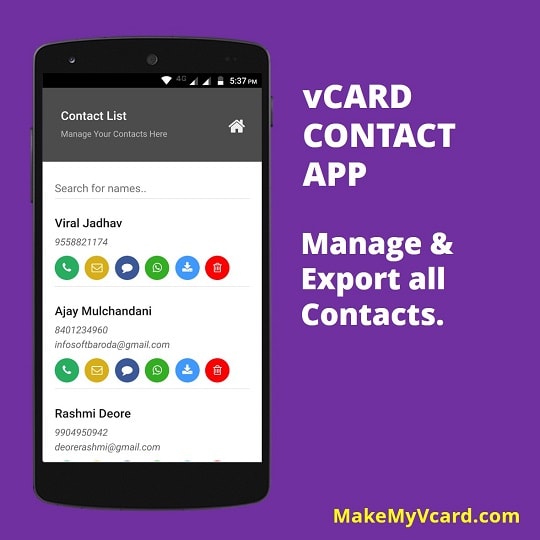 4G 5:37 PM
Contact List
Manage Your Contacts Here
Search for names..
Viral Jadhav
9558821174
Ajay Mulchandani
8401234960
infosoftbaroda@gmail.com
Rashmi Deore
9904950942
deorerashmi@gmail.com
vCARD
CONTACT
APP
Manage &
Export all
Contacts.
MakeMyVcard.com